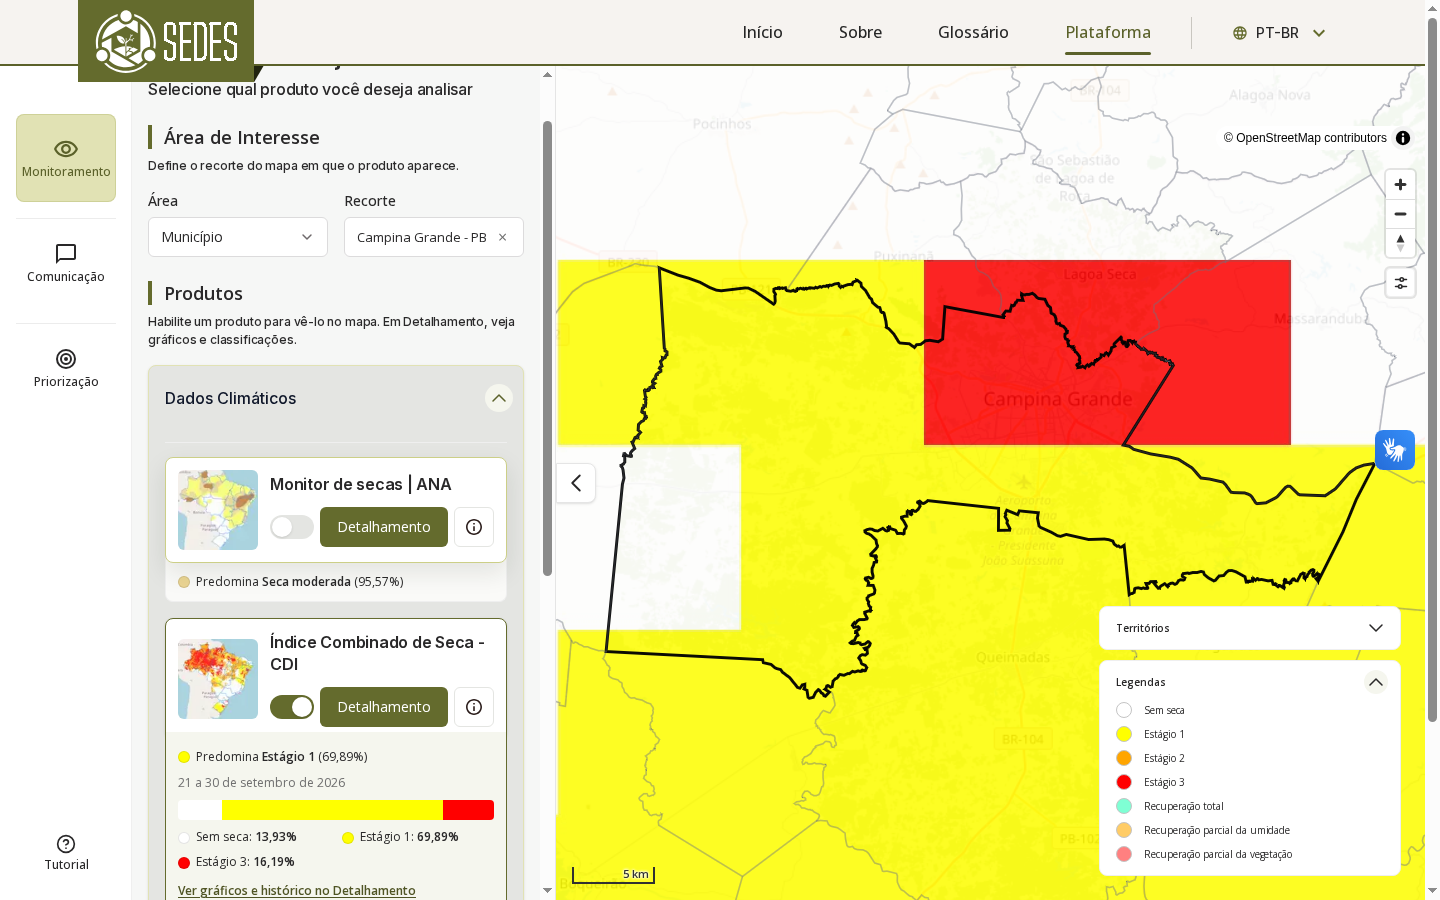 SEDES
Início
Sobre
Glossário
Plataforma
PT-BR
Monitoramento
Comunicação
Priorização
Tutorial
Selecione qual produto você deseja analisar
Área de Interesse
Define o recorte do mapa em que o produto aparece.
Área
Recorte
Município
Campina Grande - PB ×
Produtos
Habilite um produto para vê-lo no mapa. Em Detalhamento, veja
gráficos e classificações.
Dados Climáticos
Monitor de secas | ANA
Detalhamento
Predomina Seca moderada (95,57%)
Índice Combinado de Seca -
CDI
Detalhamento
Predomina Estágio 1 (69,89%)
21 a 30 de setembro de 2026
Sem seca: 13,93%
Estágio 1: 69,89%
Estágio 3: 16,19%
Ver gráficos e histórico no Detalhamento
BR-104
Alagoa Nova
Pocinhos
© OpenStreetMap contributors
São Sebastião
de Lagoa de
Roça
Puxinanã
BR-230
Lagoa Seca
Massaranduba
Campina Grande
Aeroporto
Presidente
João Suassuna
Queimadas
BR-104
PB-102
Boqueirão
5 km
Territórios
Legendas
Sem seca
Estágio 1
Estágio 2
Estágio 3
Recuperação total
Recuperação parcial da umidade
Recuperação parcial da vegetação